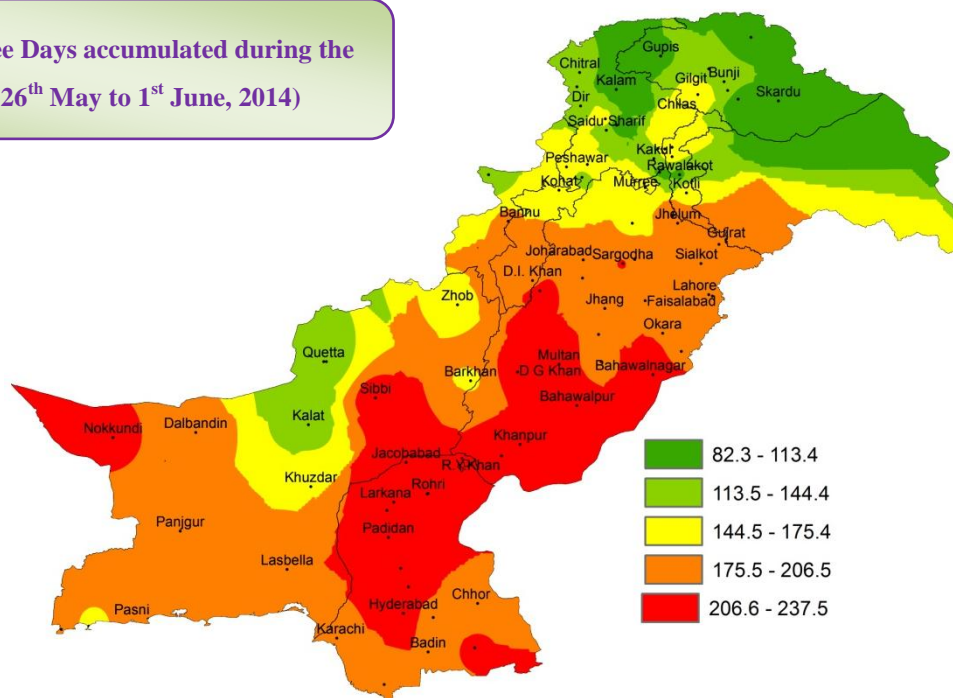 ee Days accumulated during the
26th May to 1st June, 2014)
Gupis
Chitral
Bunji
Gilgit
Kalam
Skardu
Dir
Chilas
Saidu Sharif
Kakul
Peshawar
Rawalakot
Kohat
Murree
Kotli
Bannu
Jhelum
Gujrat
Joharabad
Sargodha
Sialkot
D.I. Khan
Lahore
Zhob
Jhang
Faisalabad
Okara
Quetta
Multan
Barkhan
D G Khan
Bahawalnagar
Sibbi
Bahawalpur
Kalat
Dalbandin
Nokkundi
Khanpur
Jacobabad
R.Y.Khan
Khuzdar
Rohri
Larkana
Panjgur
Padidan
Lasbella
Chhor
Pasni
Hyderabad
Karachi
Badin
82.3 - 113.4
113.5 - 144.4
144.5 - 175.4
175.5 - 206.5
206.6 - 237.5